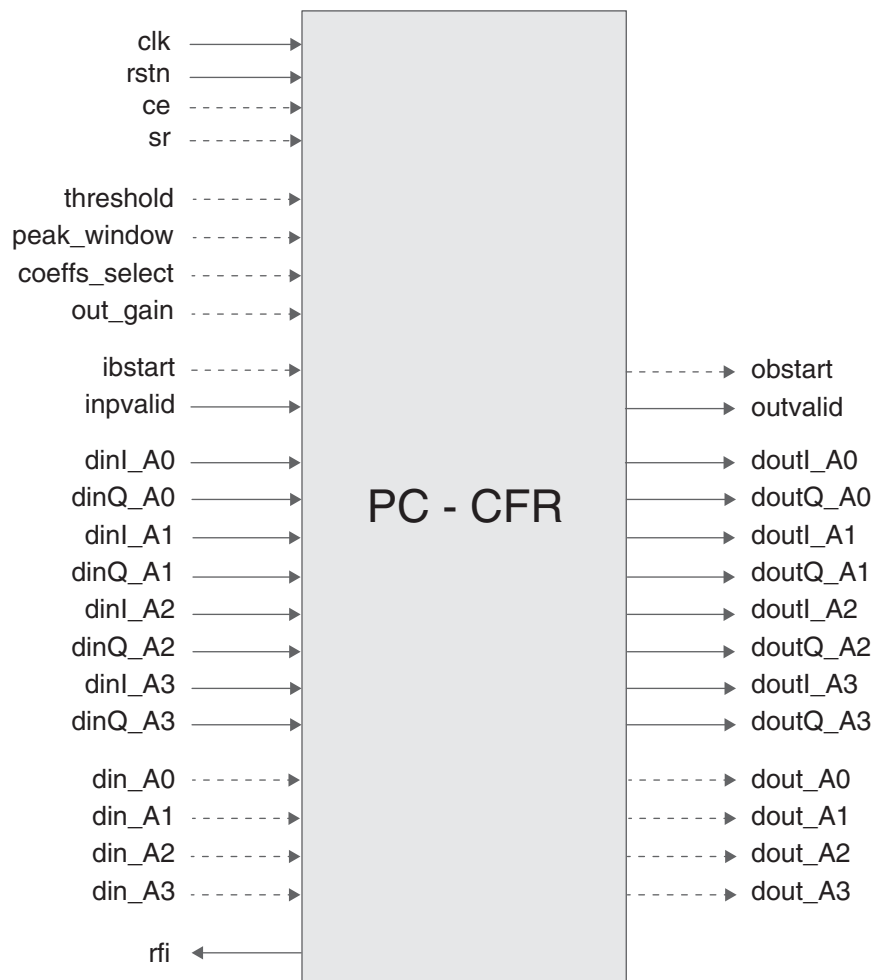 clk
rstn
ce
sr
threshold
peak_window
coeffs_select
out_gain
ibstart
inpvalid
dinI_A0
dinQ_A0
dinI_A1
dinQ_A1
dinI_A2
dinQ_A2
dinI_A3
dinQ_A3
din_A0
din_A1
din_A2
din_A3
rfi
PC - CFR
obstart
outvalid
doutI_A0
doutQ_A0
doutI_A1
doutQ_A1
doutI_A2
doutQ_A2
doutI_A3
doutQ_A3
dout_A0
dout_A1
dout_A2
dout_A3